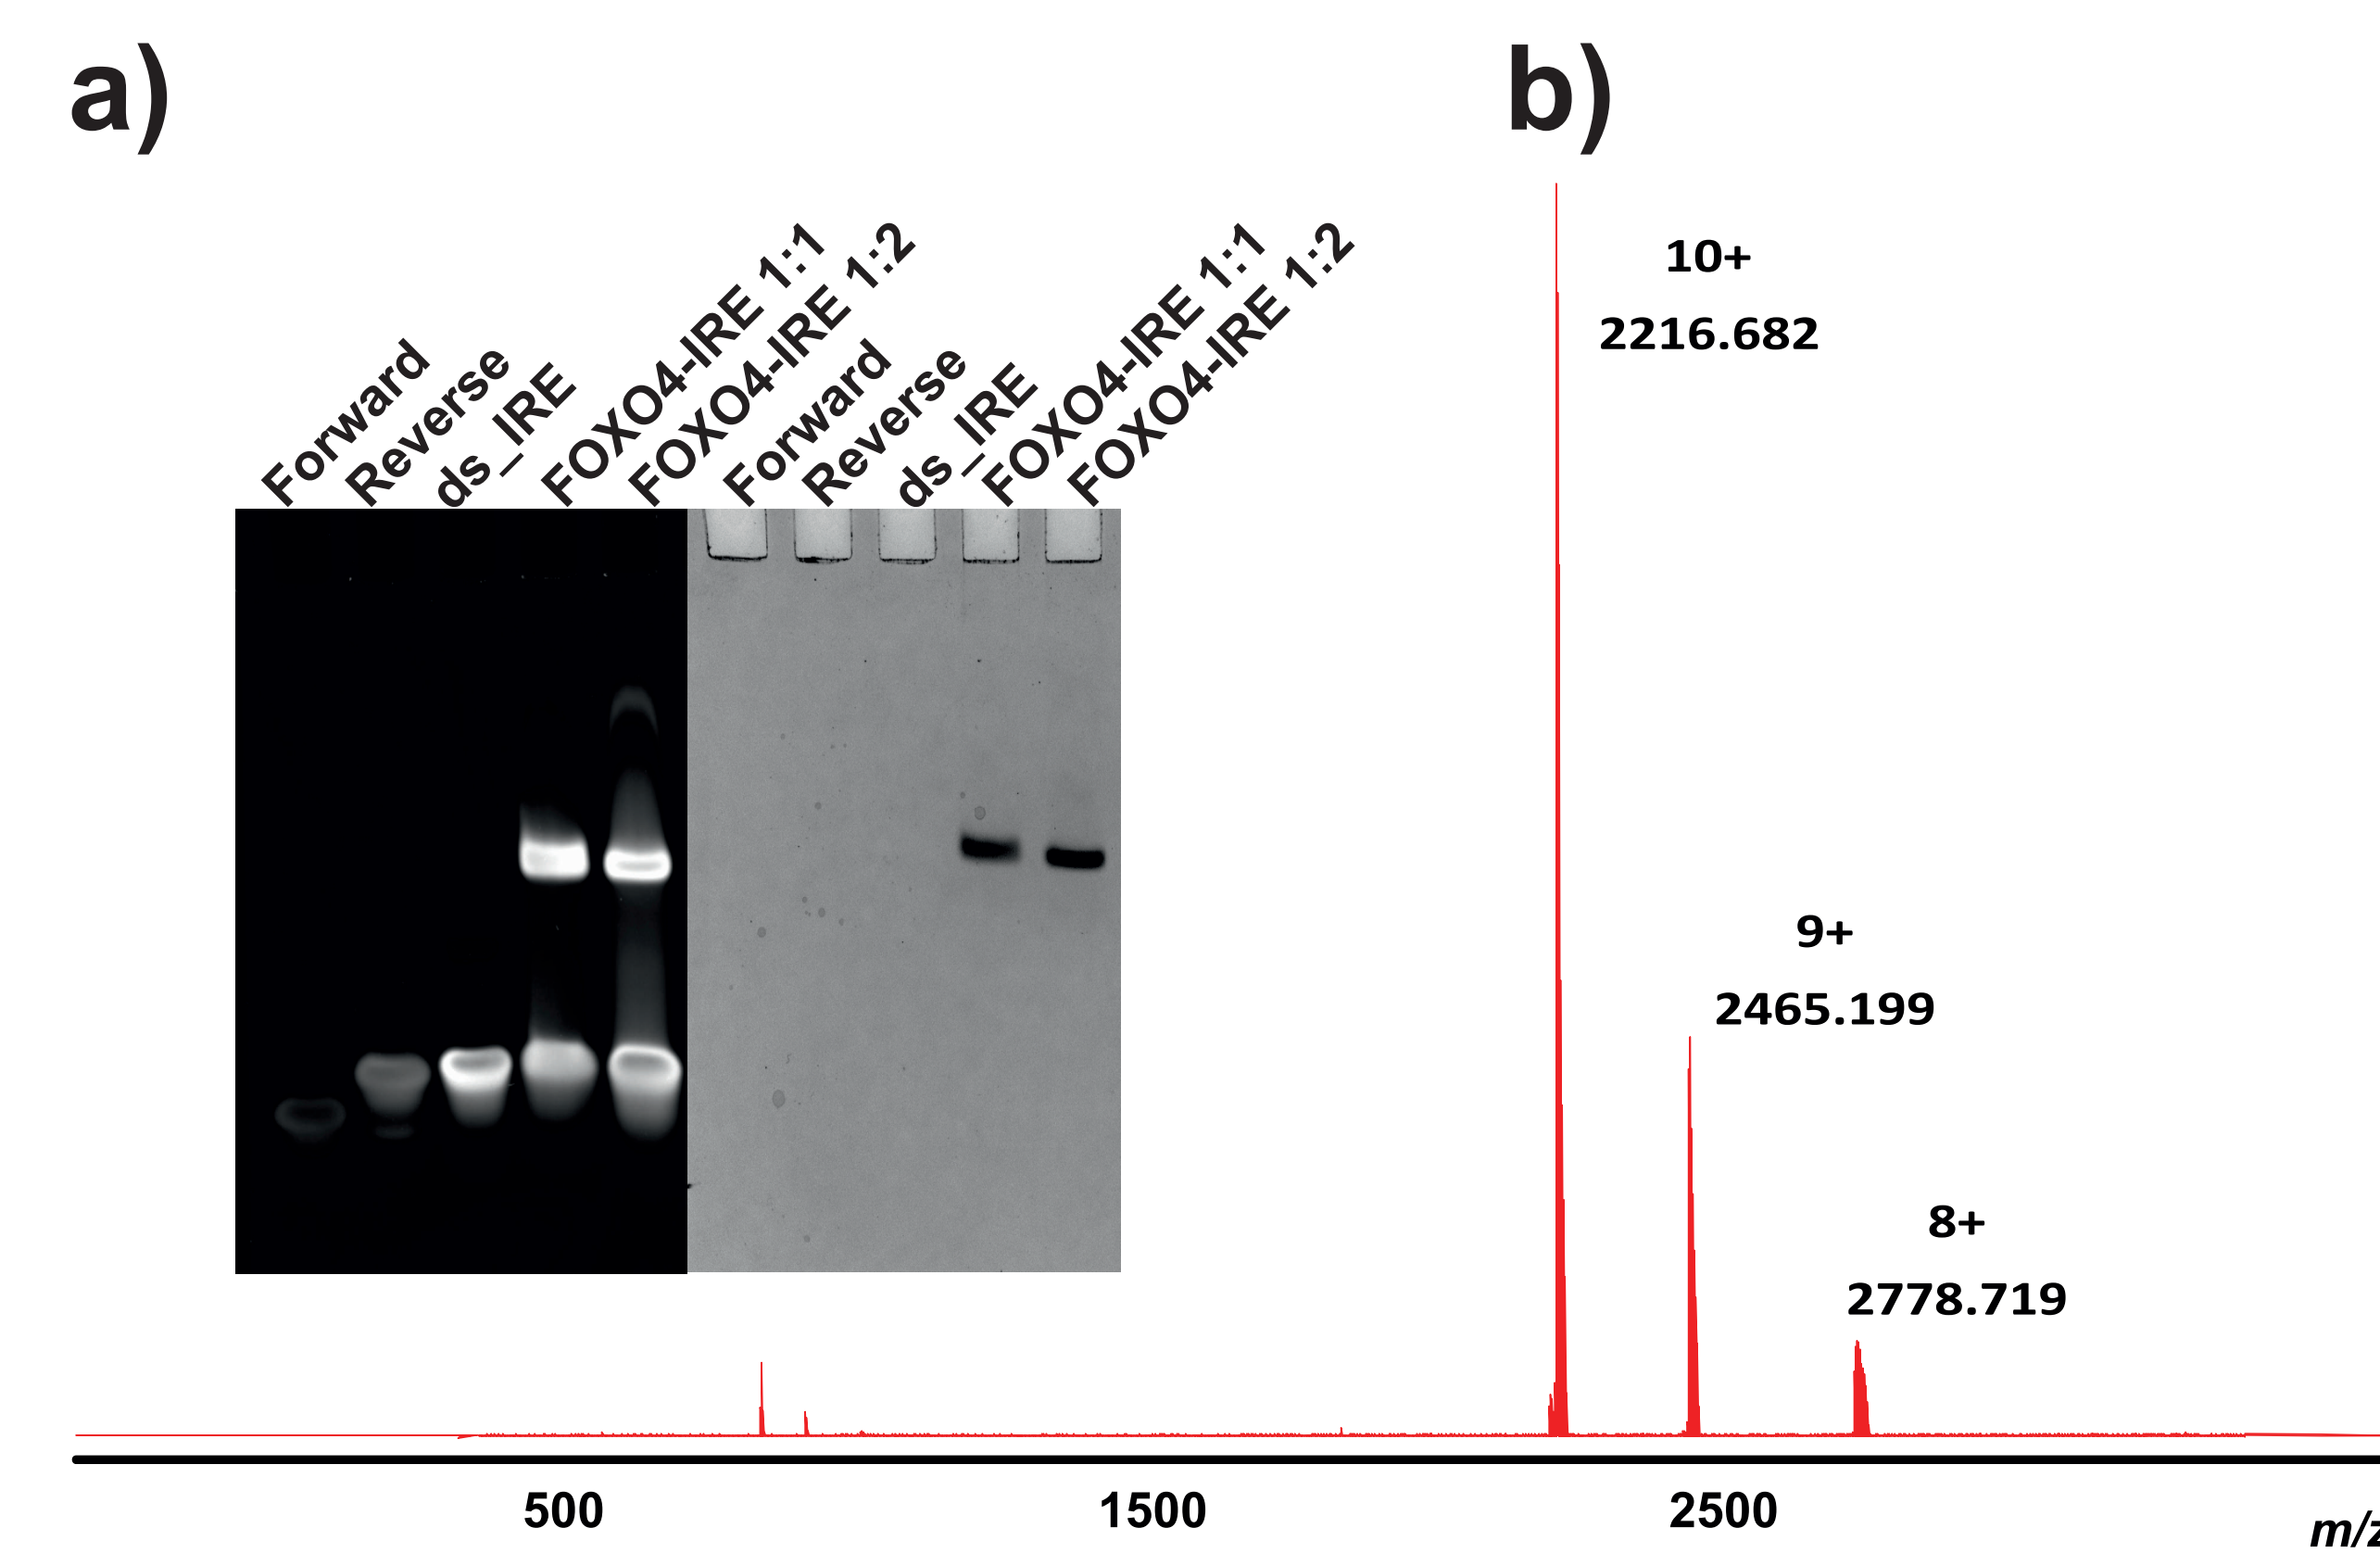 a)
b)
Forward
Reverse
ds_IRE
FOXO4-IRE 1:1
FOXO4-IRE 1:2
Forward
Reverse
ds_IRE
FOXO4-IRE 1:1
FOXO4-IRE 1:2
10+
2216.682
9+
2465.199
8+
2778.719
500
1500
2500
m/z